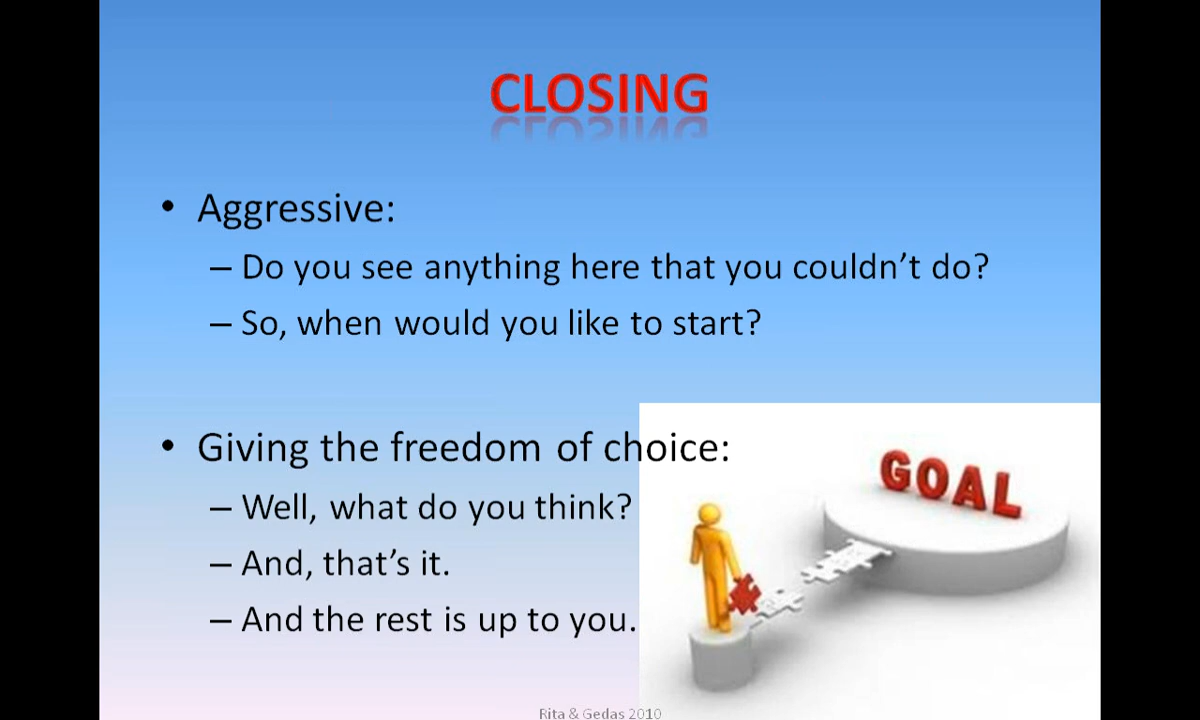 CLOSING
• Aggressive:
– Do you see anything here that you couldn’t do?
– So, when would you like to start?
• Giving the freedom of choice:
– Well, what do you think?
– And, that’s it.
– And the rest is up to you.
GOAL
Rita & Gedas 2010